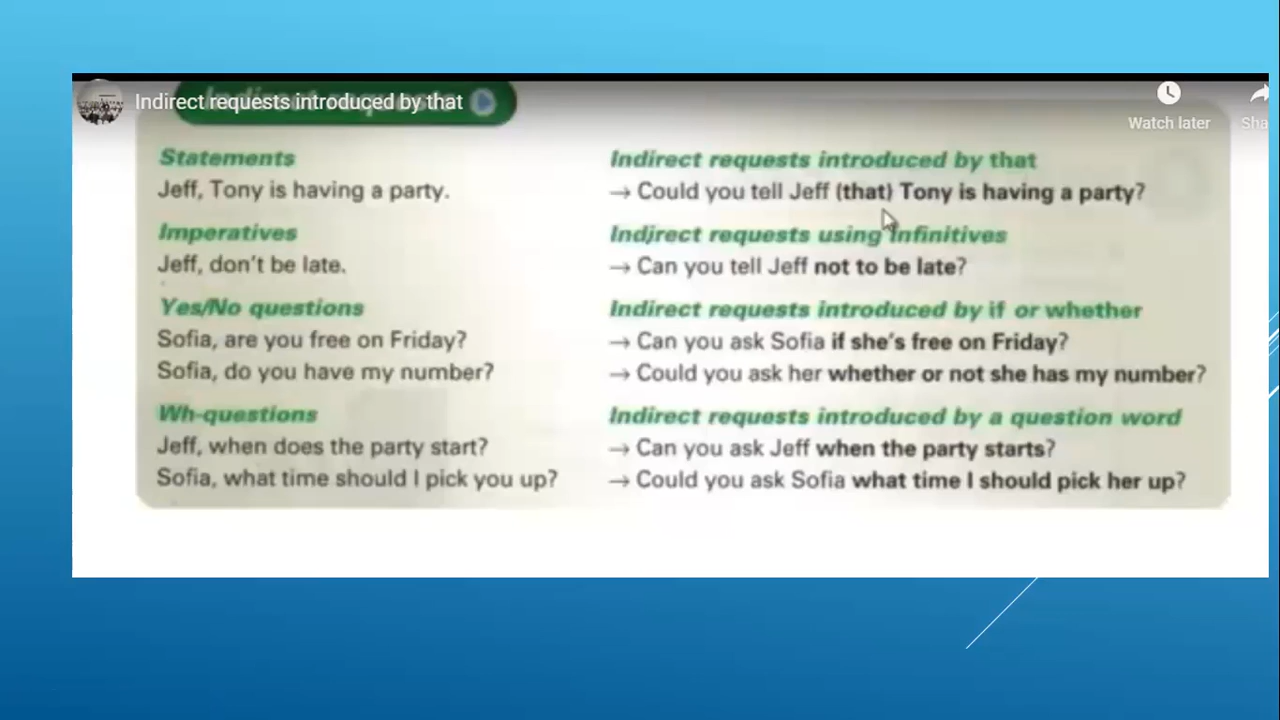 Indirect requests introduced by that
Watch later
Sha
Statements
Jeff, Tony is having a party.
Indirect requests introduced by that
→ Could you tell Jeff (that) Tony is having a party?
Imperatives
Jeff, don't be late.
Indirect requests using infinitives
→ Can you tell Jeff not to be late?
Yes/No questions
Sofia, are you free on Friday?
Sofia, do you have my number?
Indirect requests introduced by if or whether
→ Can you ask Sofia if she's free on Friday?
→ Could you ask her whether or not she has my number?
Wh-questions
Jeff, when does the party start?
Sofia, what time should I pick you up?
Indirect requests introduced by a question word
→ Can you ask Jeff when the party starts?
→ Could you ask Sofia what time I should pick her up?